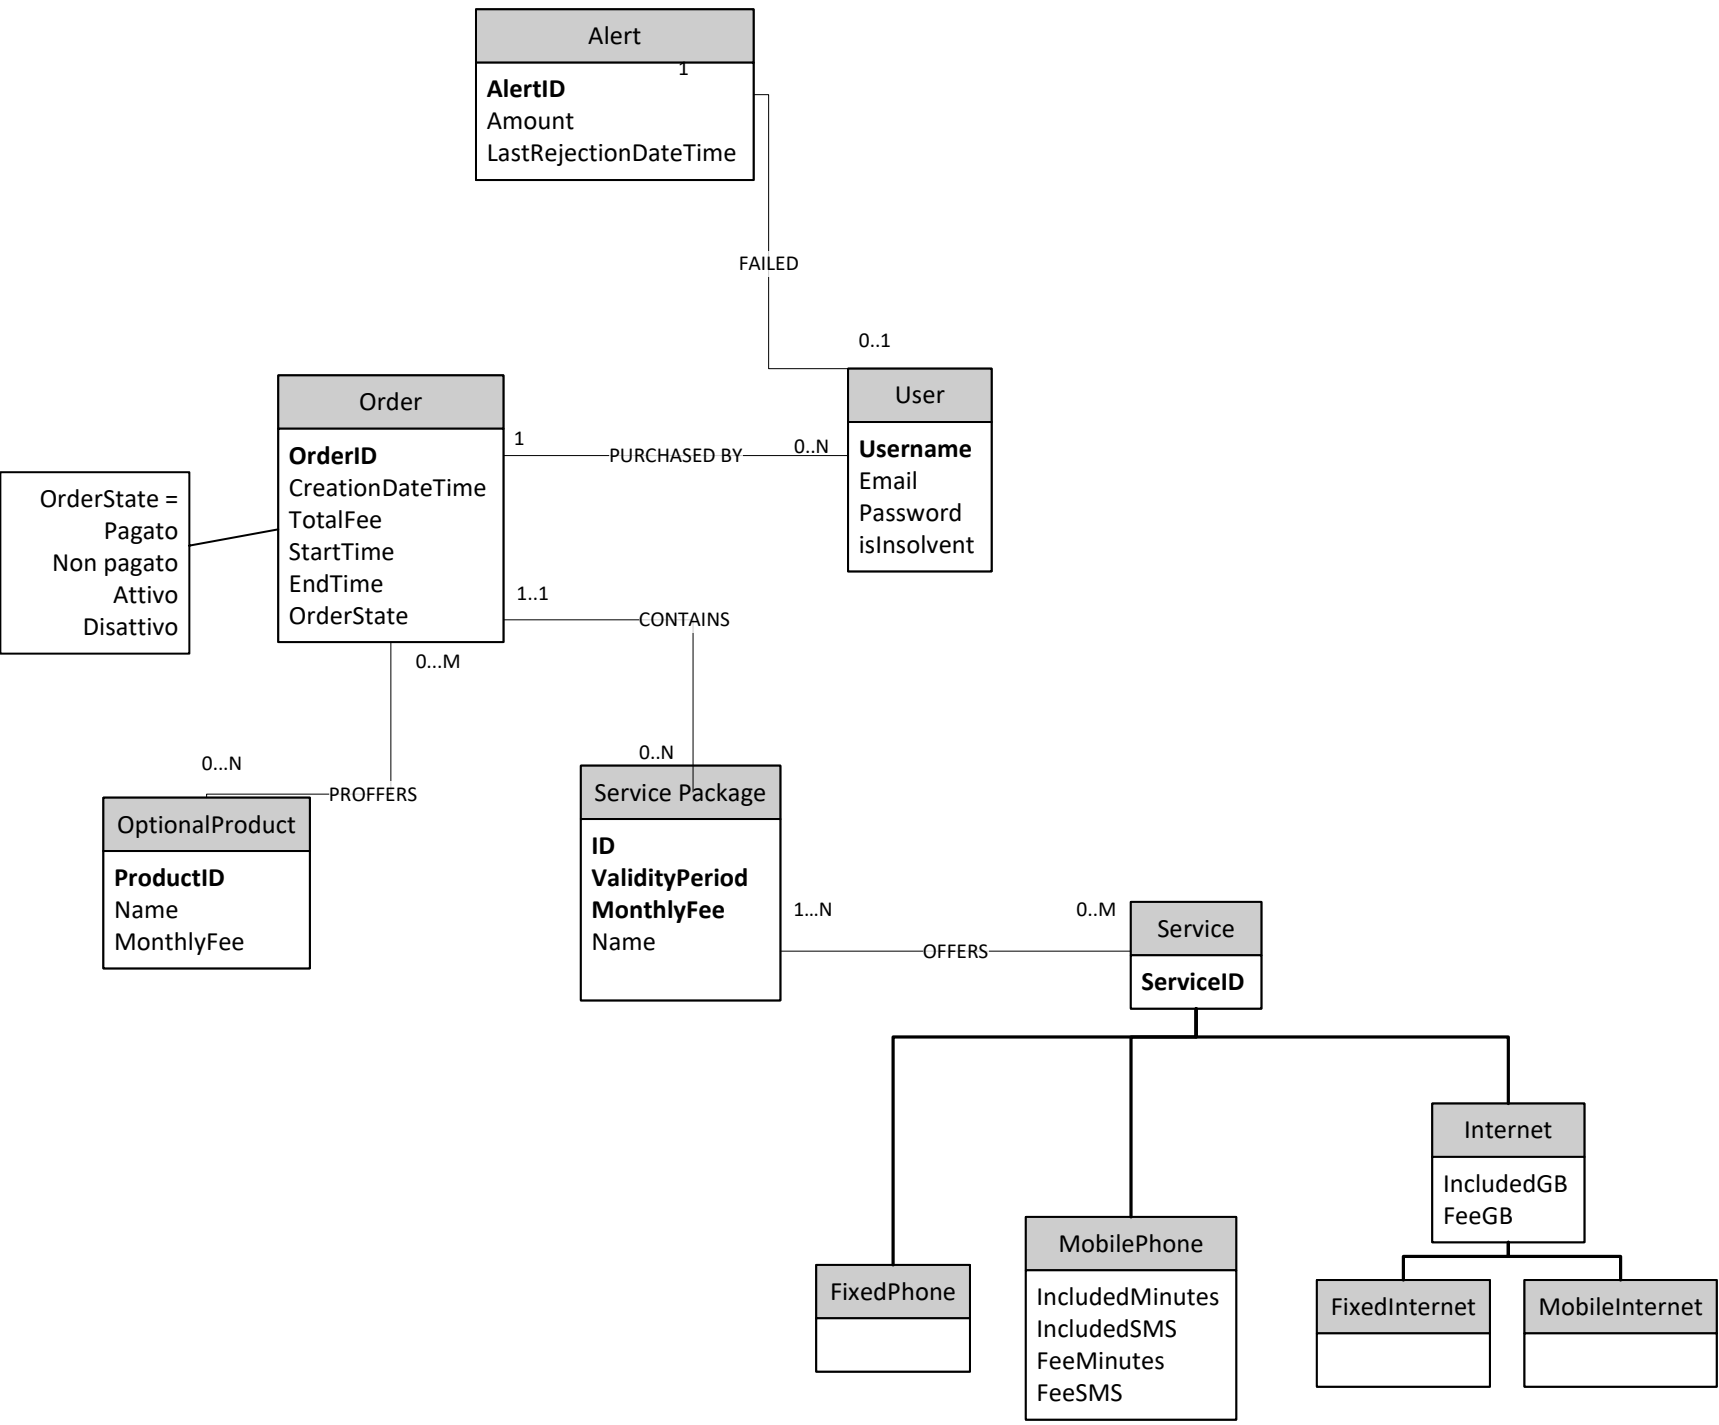 Alert
1
AlertID
Amount
LastRejectionDateTime
FAILED
0..1
User
Username
Email
Password
isInsolvent
Order
OrderID
CreationDateTime
TotalFee
StartTime
EndTime
OrderState
1
PURCHASED BY
0..N
OrderState =
Pagato
Non pagato
Attivo
Disattivo
1..1
CONTAINS
0...M
0...N
PROFFERS
0..N
OptionalProduct
ProductID
Name
MonthlyFee
Service Package
ID
ValidityPeriod
MonthlyFee
Name
1...N
OFFERS
0..M
Service
ServiceID
Internet
IncludedGB
FeeGB
FixedPhone
MobilePhone
IncludedMinutes
IncludedSMS
FeeMinutes
FeeSMS
FixedInternet
MobileInternet